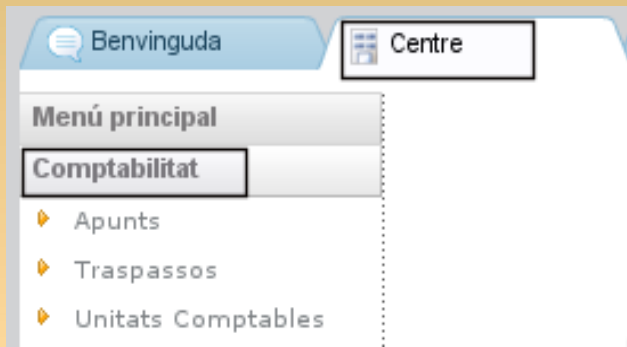 Benvinguda
Centre
Menú principal
Comptabilitat
Apunts
Traspassos
Unitats Comptables